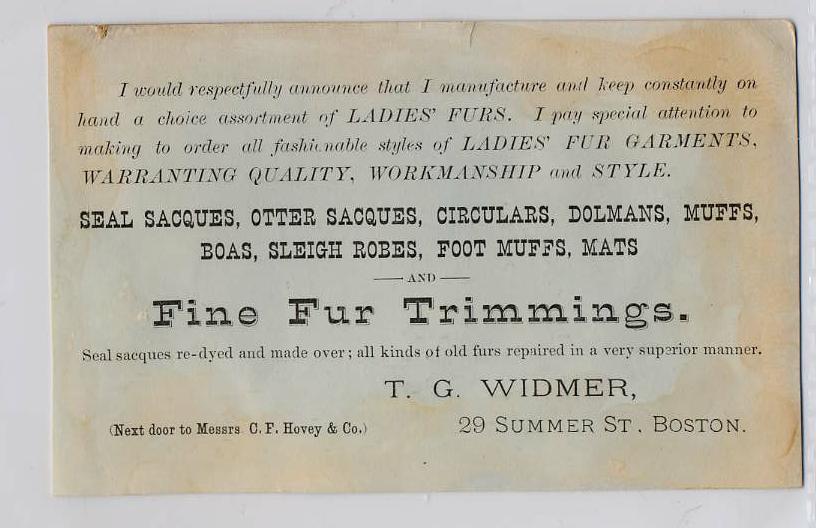 I would respectfully announce that I manufacture and keep constantly on
hand a choice assortment of LADIES' FURS. I pay special attention to
making to order all fashionable styles of LADIES' FUR GARMENTS,
WARRANTING QUALITY, WORKMANSHIP and STYLE.
SEAL SACQUES, OTTER SACQUES, CIRCULARS, DOLMANS, MUFFS,
BOAS, SLEIGH ROBES, FOOT MUFFS, MATS
— AND —
Fine Fur Trimmings.
Seal sacques re-dyed and made over; all kinds of old furs repaired in a very superior manner.
T. G. WIDMER,
(Next door to Messrs. C. F. Hovey & Co.) 29 SUMMER ST., BOSTON.